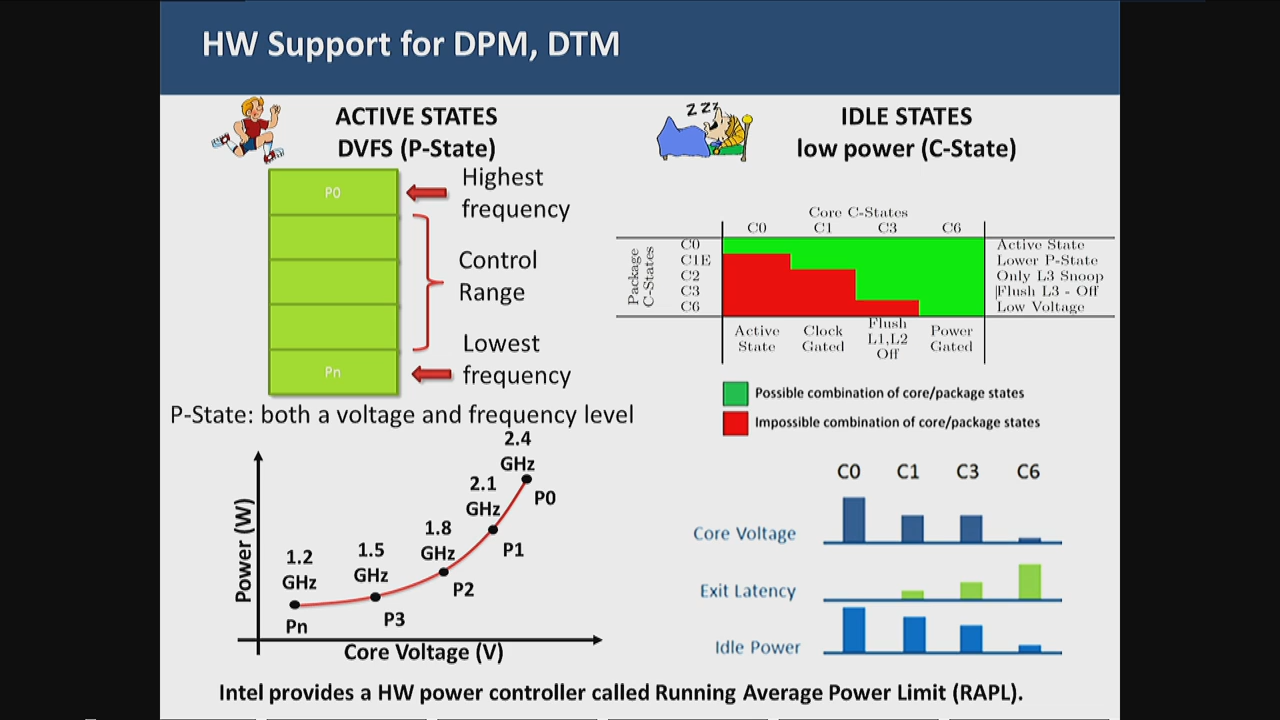 HW Support for DPM, DTM
ACTIVE STATES
DVFS (P-State)
P0
Highest
frequency
Control
Range
Lowest
frequency
Pn
P-State: both a voltage and frequency level
Power (W)
1.2
GHz
1.5
GHz
1.8
GHz
2.1
GHz
2.4
GHz
Pn
P3
P2
P1
P0
Core Voltage (V)
z z z
IDLE STATES
low power (C-State)
Core C-States
C0 C1 C3 C6
Package
C-States
C0 Active State
C1E Lower P-State
C2 Only L3 Snoop
C3 Flush L3 - Off
C6 Low Voltage
Active
State
Clock
Gated
Flush
L1,L2
Off
Power
Gated
Possible combination of core/package states
Impossible combination of core/package states
C0 C1 C3 C6
Core Voltage
Exit Latency
Idle Power
Intel provides a HW power controller called Running Average Power Limit (RAPL).